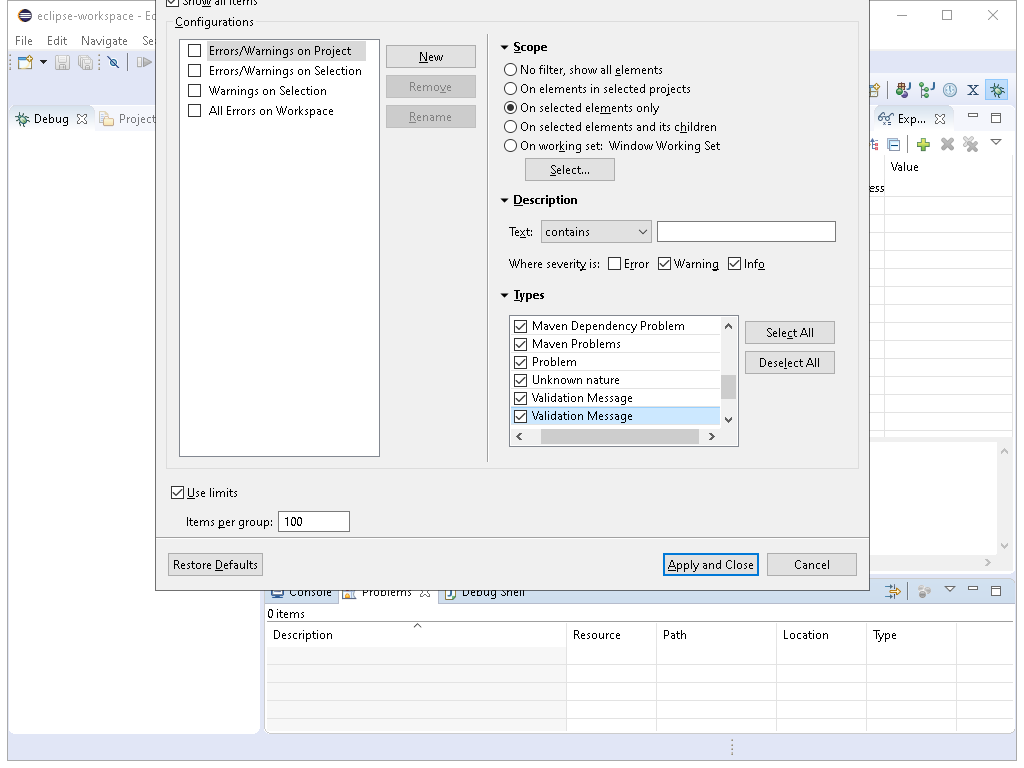 eclipse-workspace - Ec
Show all items
File Edit Navigate Se
Configurations
Errors/Warnings on Project
Errors/Warnings on Selection
Warnings on Selection
All Errors on Workspace
New
Remove
Rename
Scope
No filter, show all elements
On elements in selected projects
On selected elements only
On selected elements and its children
On working set: Window Working Set
Select...
Description
Text: contains
Where severity is: Error Warning Info
Types
Maven Dependency Problem
Maven Problems
Problem
Unknown nature
Validation Message
Validation Message
Select All
Deselect All
Use limits
Items per group: 100
Restore Defaults
Apply and Close
Cancel
Debug
Project
Exp...
Value
ess
Console Problems Debug Shell
0 items
Description Resource Path Location Type